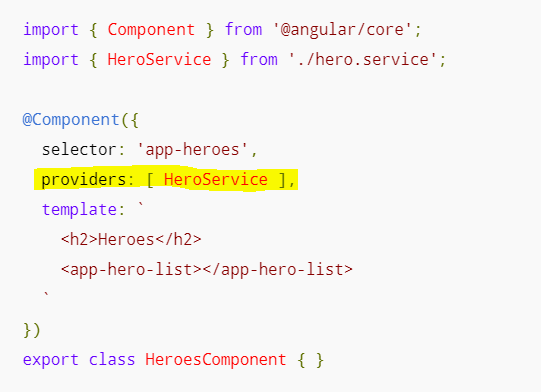 import { Component } from '@angular/core';
import { HeroService } from './hero.service';
@Component({
selector: 'app-heroes',
providers: [ HeroService ],
template: `
<h2>Heroes</h2>
<app-hero-list></app-hero-list>
`
})
export class HeroesComponent { }